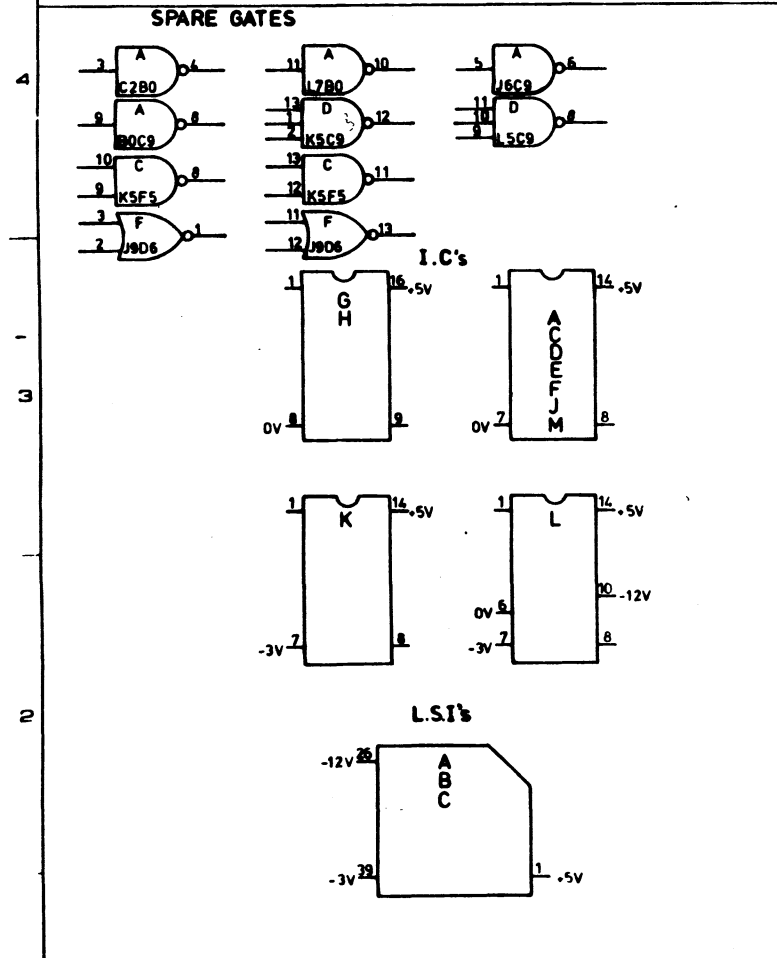 SPARE GATES
4
3 A 4 11 A 10 5 A 6
C2B0 L7B0 J6C9
9 A 8 13 D 12 11 D 8
1 10
B0C9 2 K5C9 9 L5C9
10 C 8 13 C 11
9 K5F5 12 K5F5
3 F 1 11 F 13
2 J9D6 12 J9D6
I.C's
1 16 +5V 1 14 +5V
G
H
A
C
D
E
F
J
M
3
0V 8 9 0V 7 8
1 14 +5V 1 14 +5V
K L
10 -12V
0V 6
-3V 7 8 -3V 7 8
2
L.S.I's
-12V 26
A
B
C
-3V 39 1 +5V